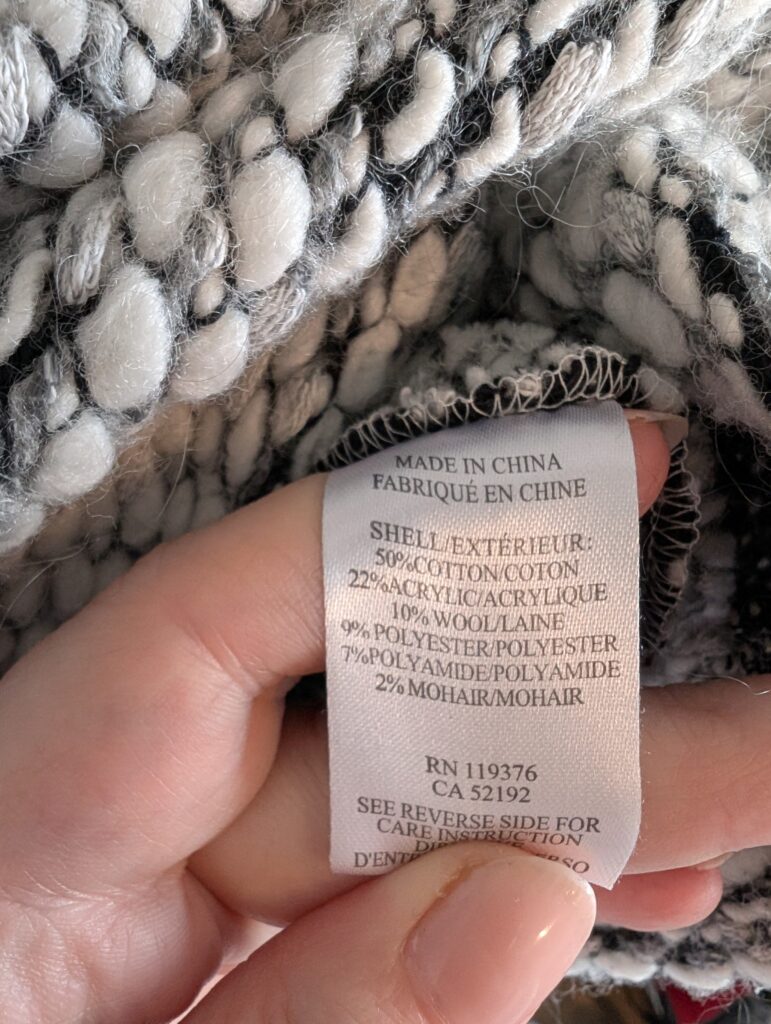 MADE IN CHINA
FABRIQUÉ EN CHINE
SHELL/EXTÉRIEUR:
50%COTTON/COTON
22%ACRYLIC/ACRYLIQUE
10% WOOL/LAINE
9% POLYESTER/POLYESTER
7%POLYAMIDE/POLYAMIDE
2% MOHAIR/MOHAIR
RN 119376
CA 52192
SEE REVERSE SIDE FOR
CARE INSTRUCTION